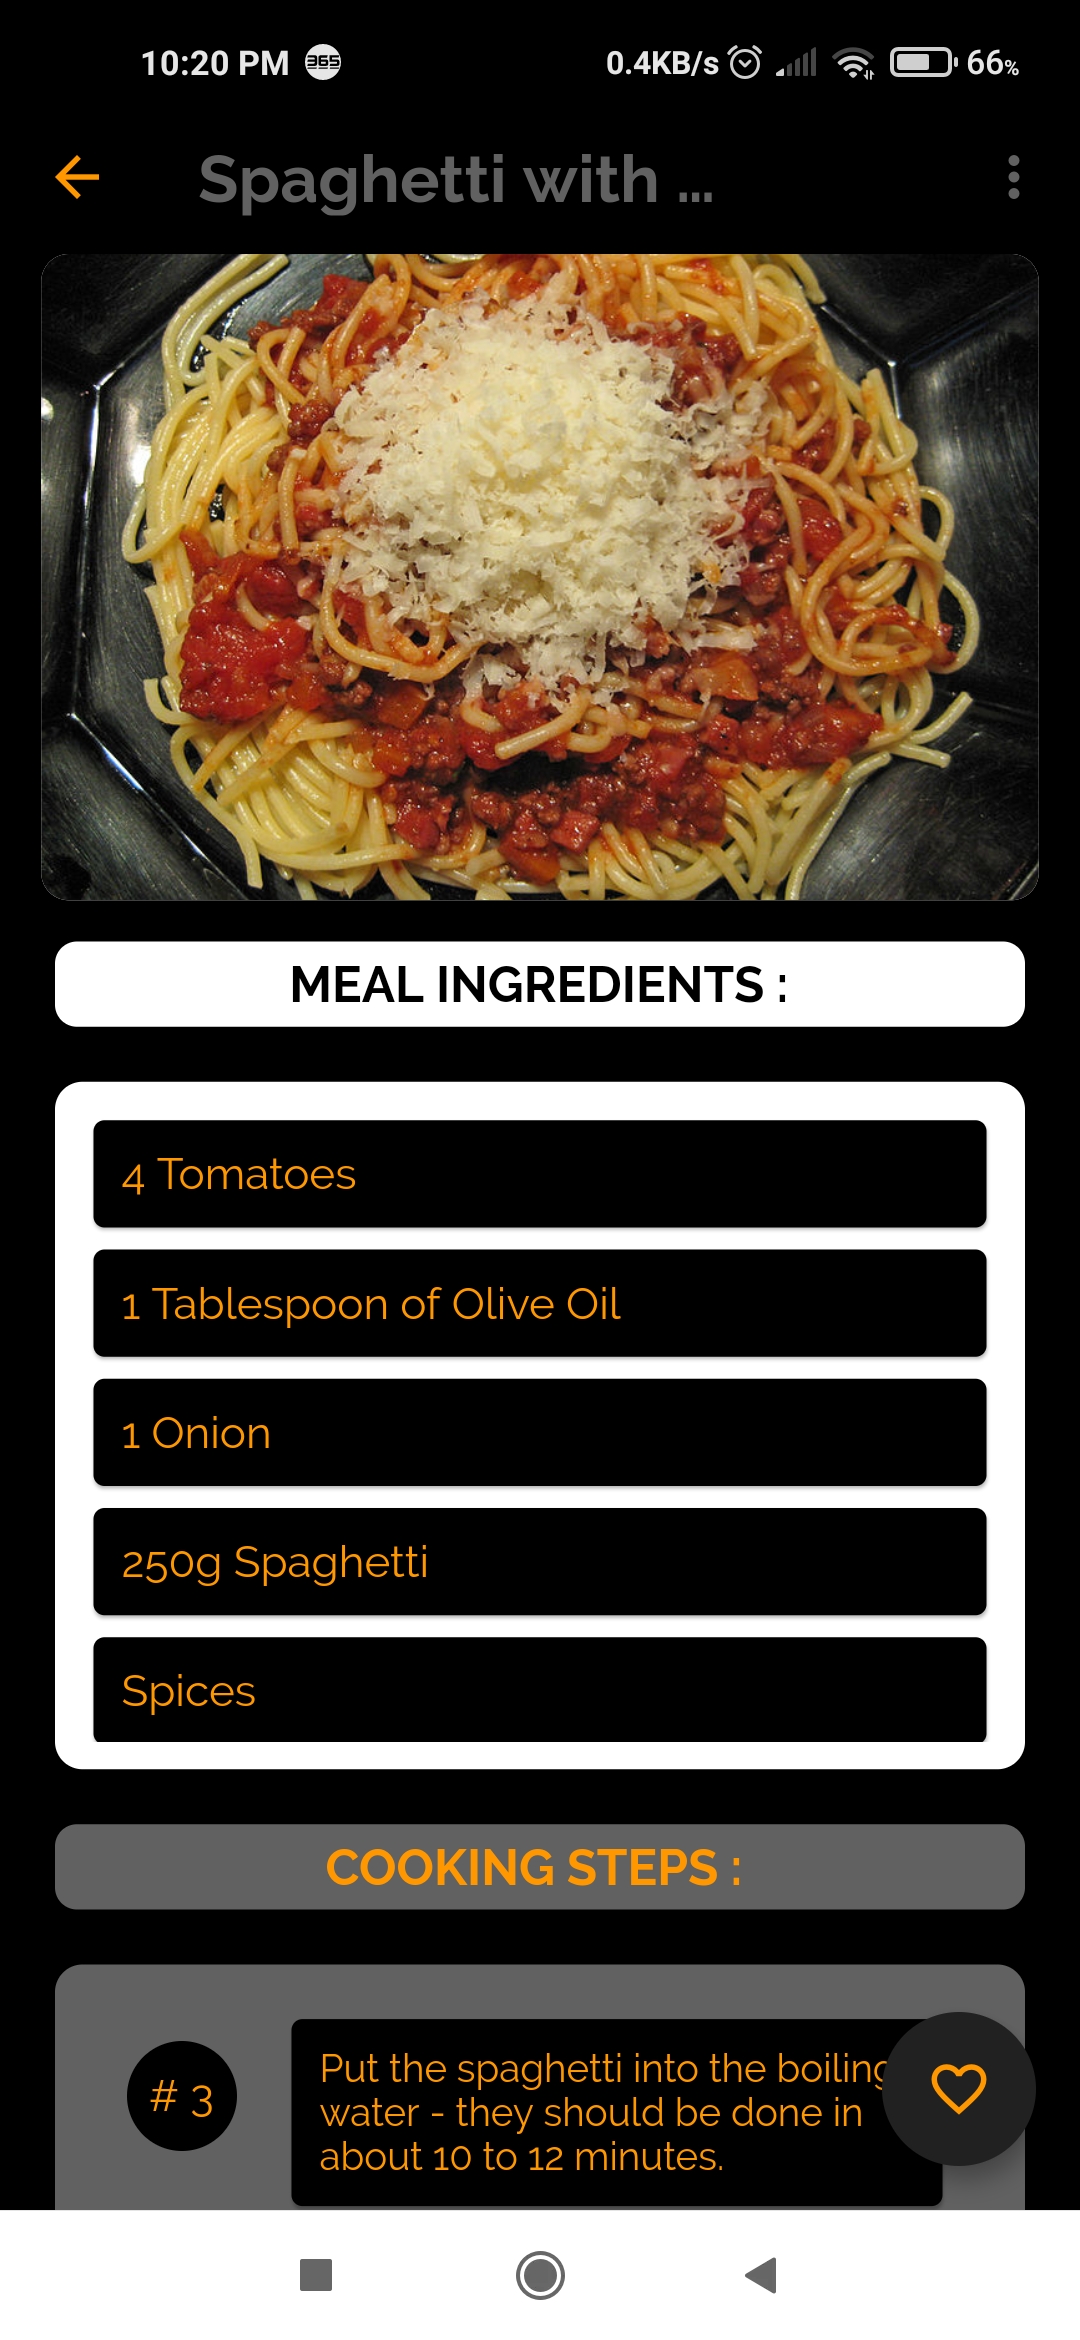 10:20 PM 365 0.4KB/s 66%
Spaghetti with ...
MEAL INGREDIENTS :
4 Tomatoes
1 Tablespoon of Olive Oil
1 Onion
250g Spaghetti
Spices
COOKING STEPS :
# 3
Put the spaghetti into the boiling
water - they should be done in
about 10 to 12 minutes.